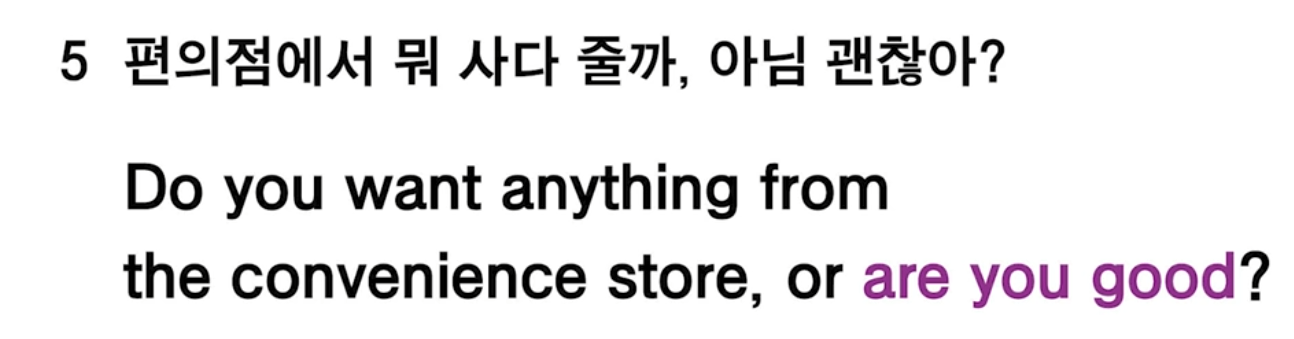 5 편의점에서 뭐 사다 줄까, 아님 괜찮아?
Do you want anything from
the convenience store, or are you good?